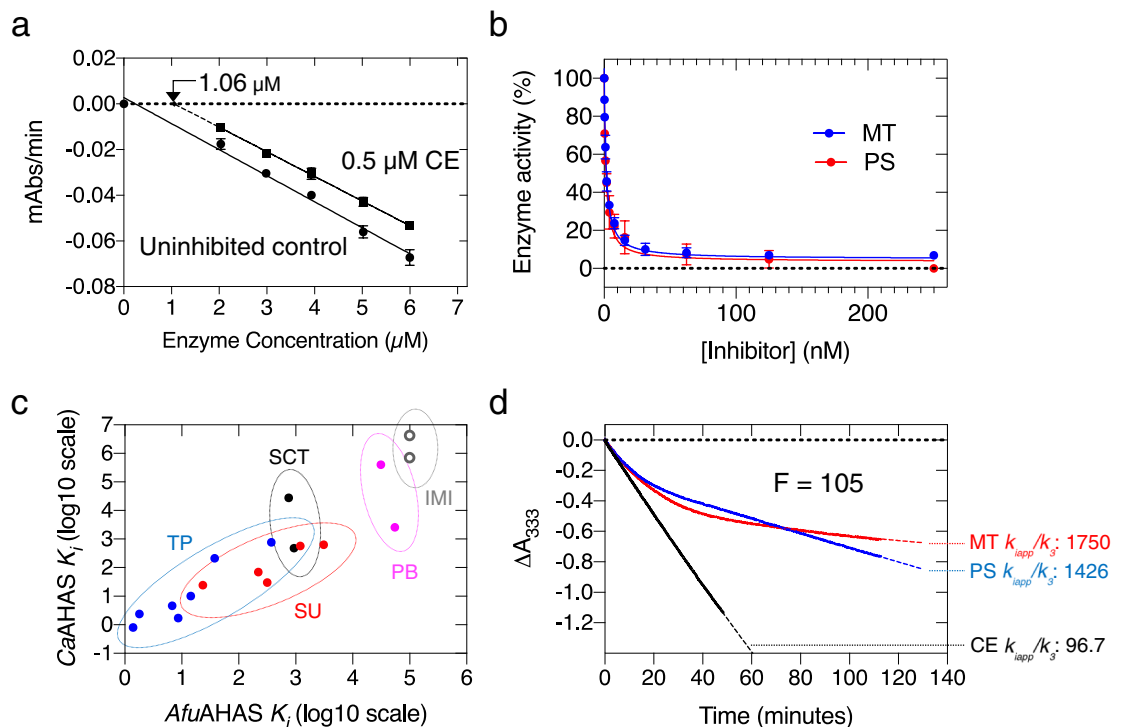 a
0.02
0.00
-0.02
-0.04
-0.06
-0.08
mAbs/min
1.06 µM
0.5 µM CE
Uninhibited control
0 1 2 3 4 5 6 7
Enzyme Concentration (µM)
b
100
80
60
40
20
0
Enzyme activity (%)
MT
PS
0 100 200
[Inhibitor] (nM)
c
7
6
5
4
3
2
1
0
-1
CaAHAS Ki (log10 scale)
SCT
IMI
TP
PB
SU
0 1 2 3 4 5 6
AfuAHAS Ki (log10 scale)
d
0.0
-0.2
-0.4
-0.6
-0.8
-1.0
-1.2
ΔA333
F = 105
MT kiapp/k3: 1750
PS kiapp/k3: 1426
CE kiapp/k3: 96.7
0 20 40 60 80 100 120 140
Time (minutes)